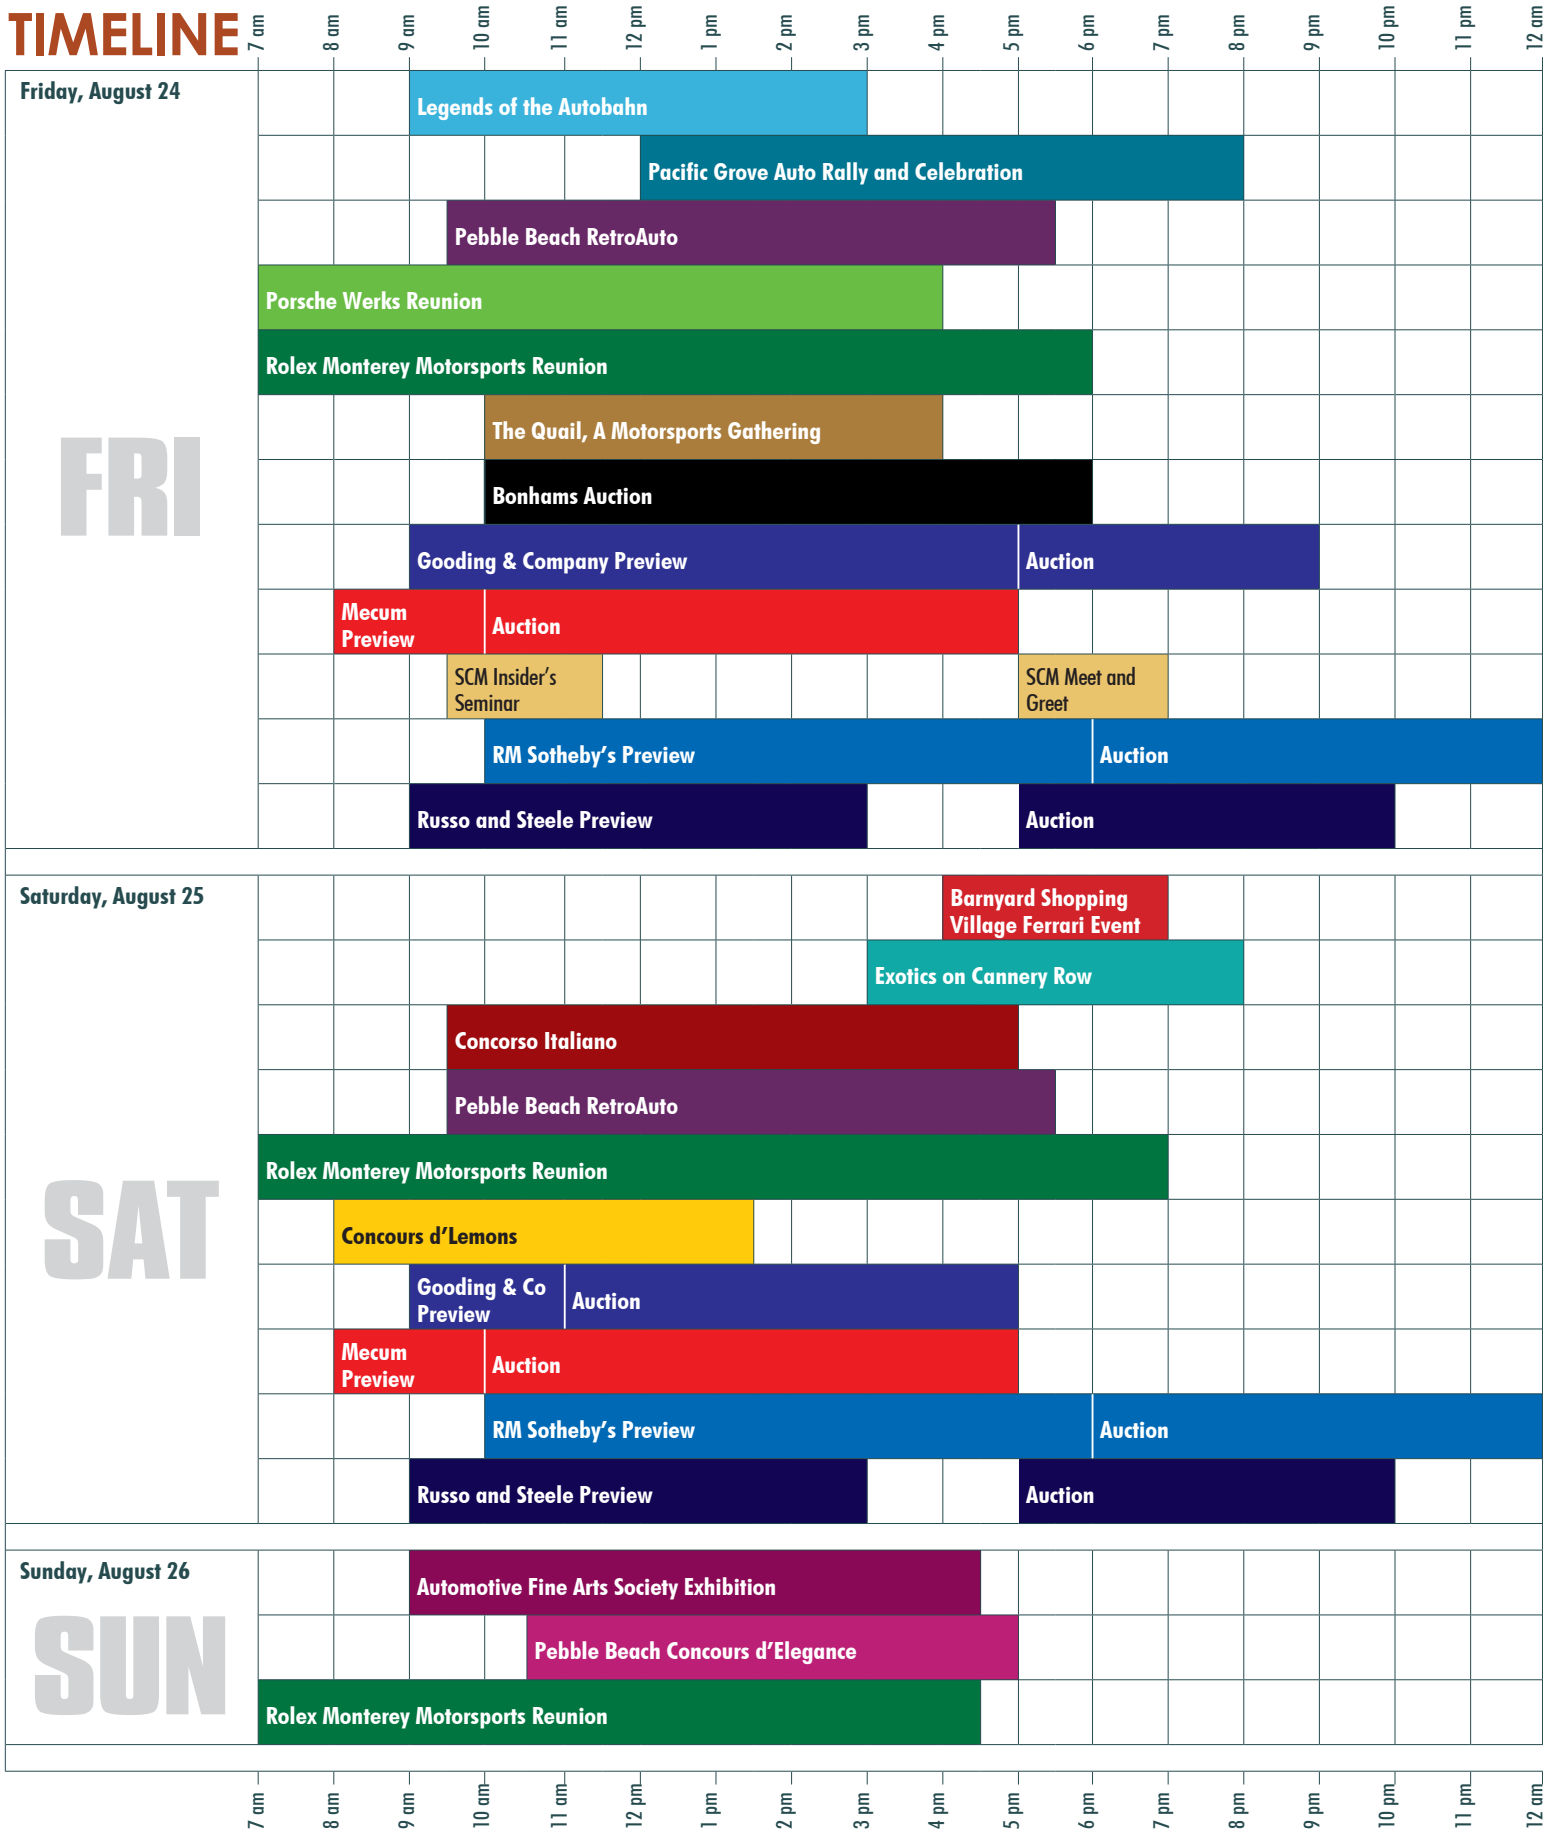 TIMELINE
7 am
8 am
9 am
10 am
11 am
12 pm
1 pm
2 pm
3 pm
4 pm
5 pm
6 pm
7 pm
8 pm
9 pm
10 pm
11 pm
12 am
Friday, August 24
FRI
Legends of the Autobahn
Pacific Grove Auto Rally and Celebration
Pebble Beach RetroAuto
Porsche Werks Reunion
Rolex Monterey Motorsports Reunion
The Quail, A Motorsports Gathering
Bonhams Auction
Gooding & Company Preview
Auction
Mecum
Preview
Auction
SCM Insider's
Seminar
SCM Meet and
Greet
RM Sotheby's Preview
Auction
Russo and Steele Preview
Auction
Saturday, August 25
SAT
Barnyard Shopping
Village Ferrari Event
Exotics on Cannery Row
Concorso Italiano
Pebble Beach RetroAuto
Rolex Monterey Motorsports Reunion
Concours d'Lemons
Gooding & Co
Preview
Auction
Mecum
Preview
Auction
RM Sotheby's Preview
Auction
Russo and Steele Preview
Auction
Sunday, August 26
SUN
Automotive Fine Arts Society Exhibition
Pebble Beach Concours d'Elegance
Rolex Monterey Motorsports Reunion
7 am
8 am
9 am
10 am
11 am
12 pm
1 pm
2 pm
3 pm
4 pm
5 pm
6 pm
7 pm
8 pm
9 pm
10 pm
11 pm
12 am